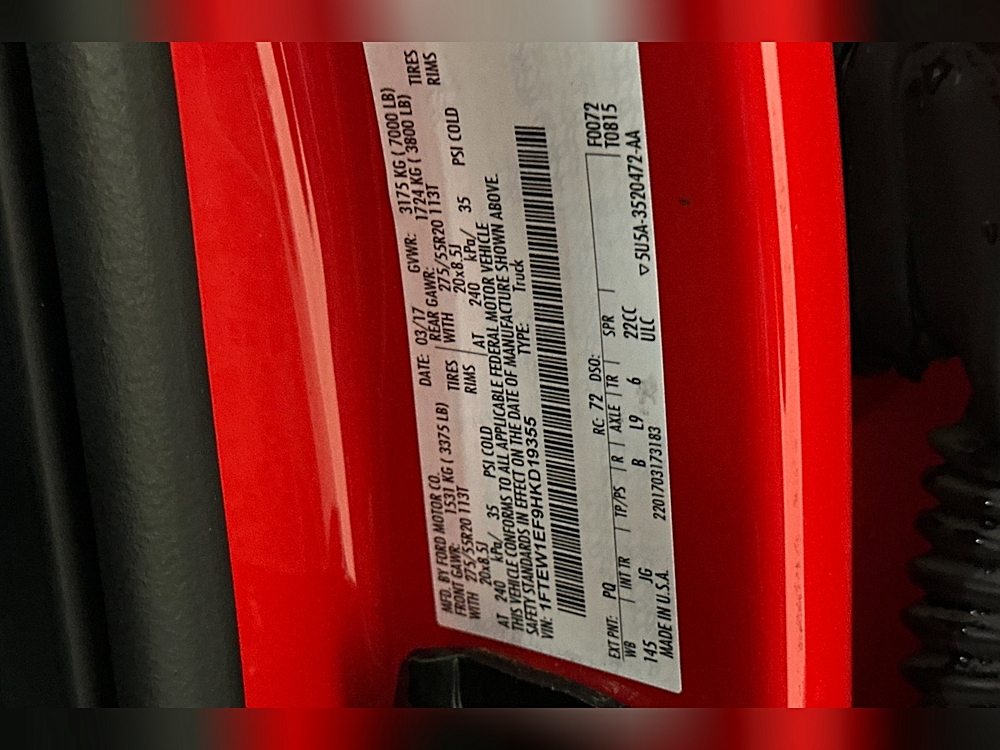 MFD. BY FORD MOTOR CO.
DATE: 03/17 GVWR: 3175 KG ( 7000 LB)
FRONT GAWR: REAR GAWR:
1531 KG ( 3375 LB) 1724 KG ( 3800 LB)
WITH 275/55R20 113T TIRES WITH 275/55R20 113T TIRES
20x8.5J RIMS 20x8.5J RIMS
AT 240 kPa/ 35 PSI COLD AT 240 kPa/ 35 PSI COLD
THIS VEHICLE CONFORMS TO ALL APPLICABLE FEDERAL MOTOR VEHICLE
SAFETY STANDARDS IN EFFECT ON THE DATE OF MANUFACTURE SHOWN ABOVE.
VIN: 1FTEW1EF9HKD19355 TYPE: Truck
F0072
T0815
EXT PNT: PQ RC: 72 DSO:
WB INT TR TP/PS R AXLE TR SPR
145 JG B L9 6 22CC
MADE IN U.S.A. 2201703173183 ULC ▽5U5A-3520472-AA